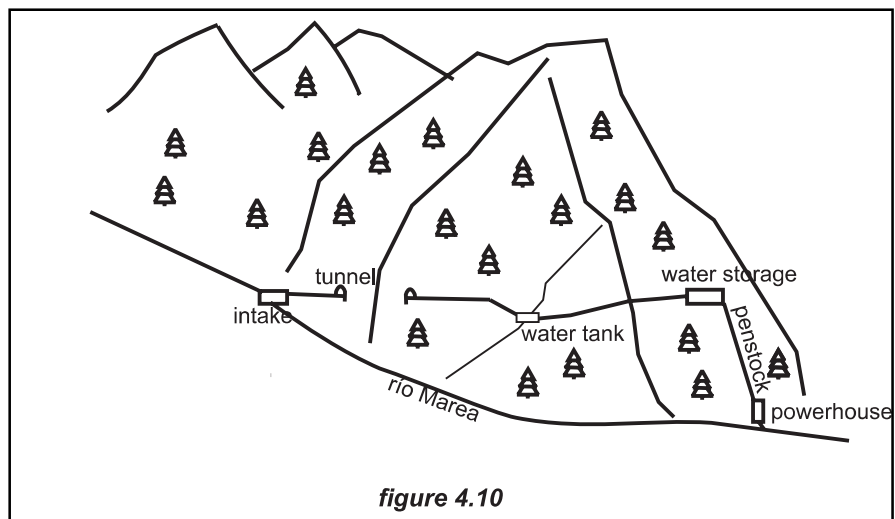 tunnel
water storage
intake
water tank
penstock
río Marea
powerhouse
figure 4.10